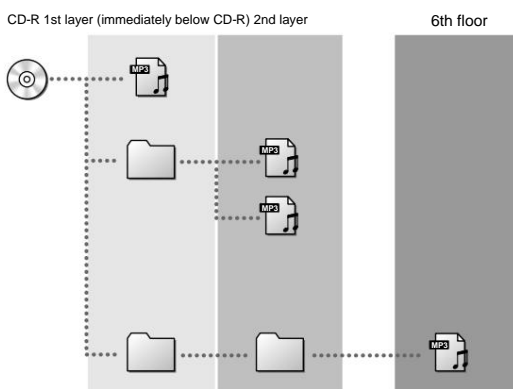 CD-R 1st layer (immediately below CD-R) 2nd layer
6th floor
MP3
MP3
MP3
MP3